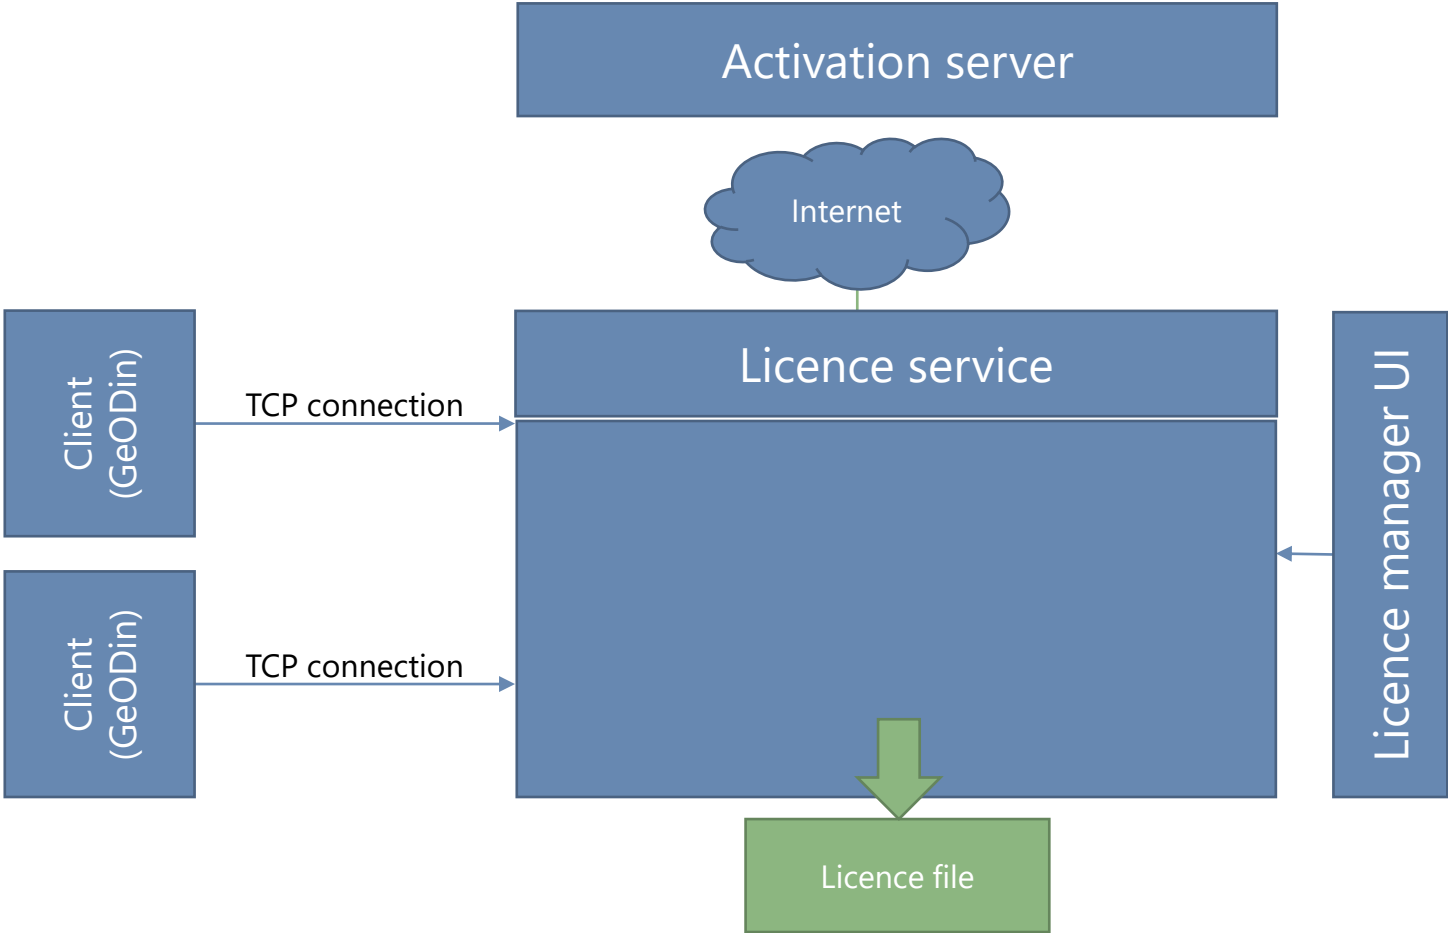 Activation server
Internet
Licence service
Client
(GeODin)
TCP connection
Licence manager UI
Client
(GeODin)
TCP connection
Licence file